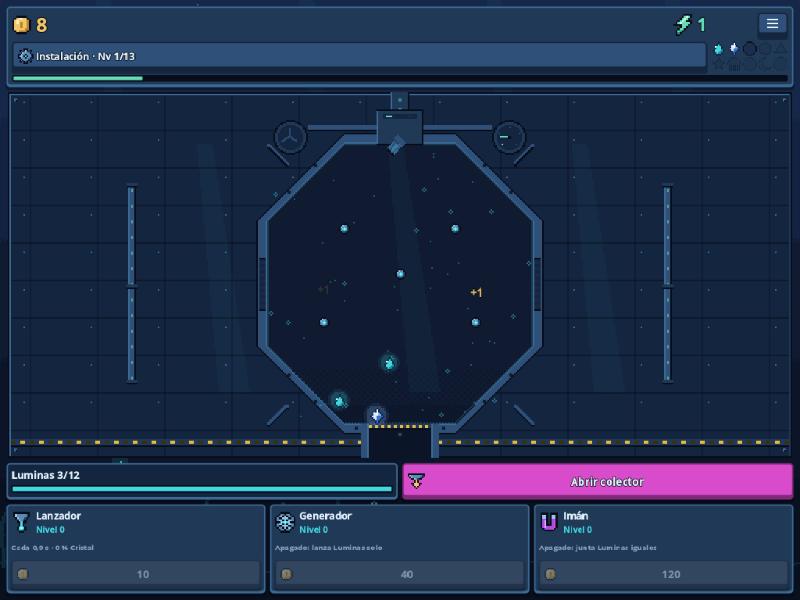 8
1
Instalación · Nv 1/13
+1
+1
Luminas 3/12
Abrir colector
Lanzador
Nivel 0
Cada 0,9 s · 0 % Cristal
10
Generador
Nivel 0
Apagado: lanza Luminas solo
40
Imán
Nivel 0
Apagado: junta Luminas iguales
120